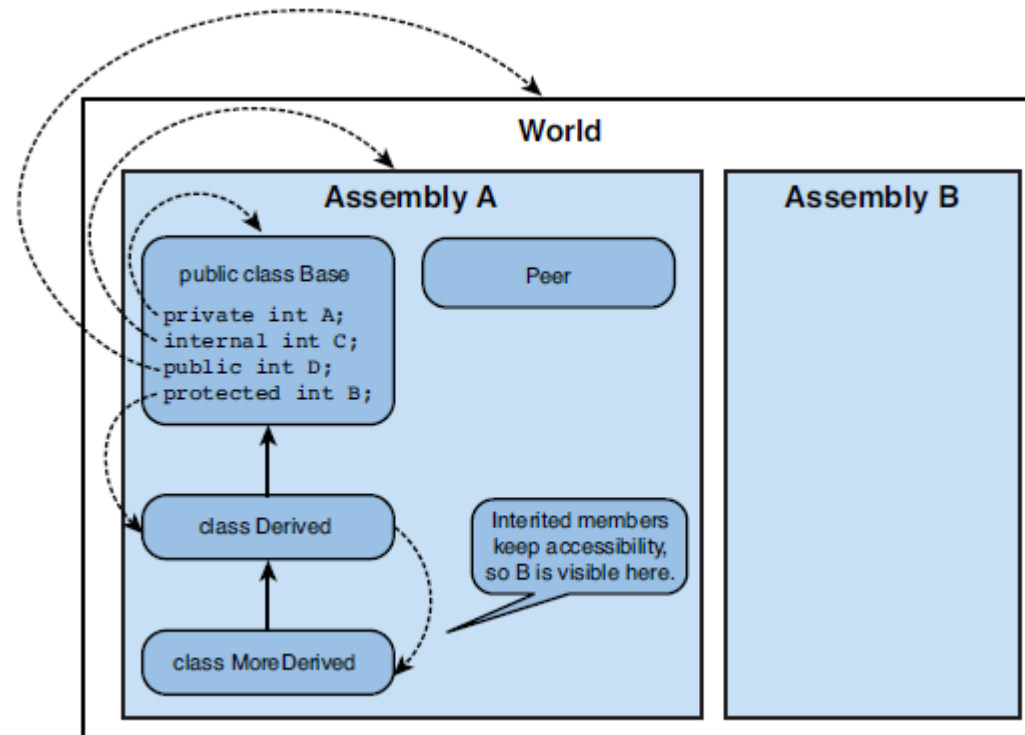 World
Assembly A
Assembly B
public class Base
Peer
private int A;
internal int C;
public int D;
protected int B;
class Derived
Interited members
keep accessibility,
so B is visible here.
class MoreDerived